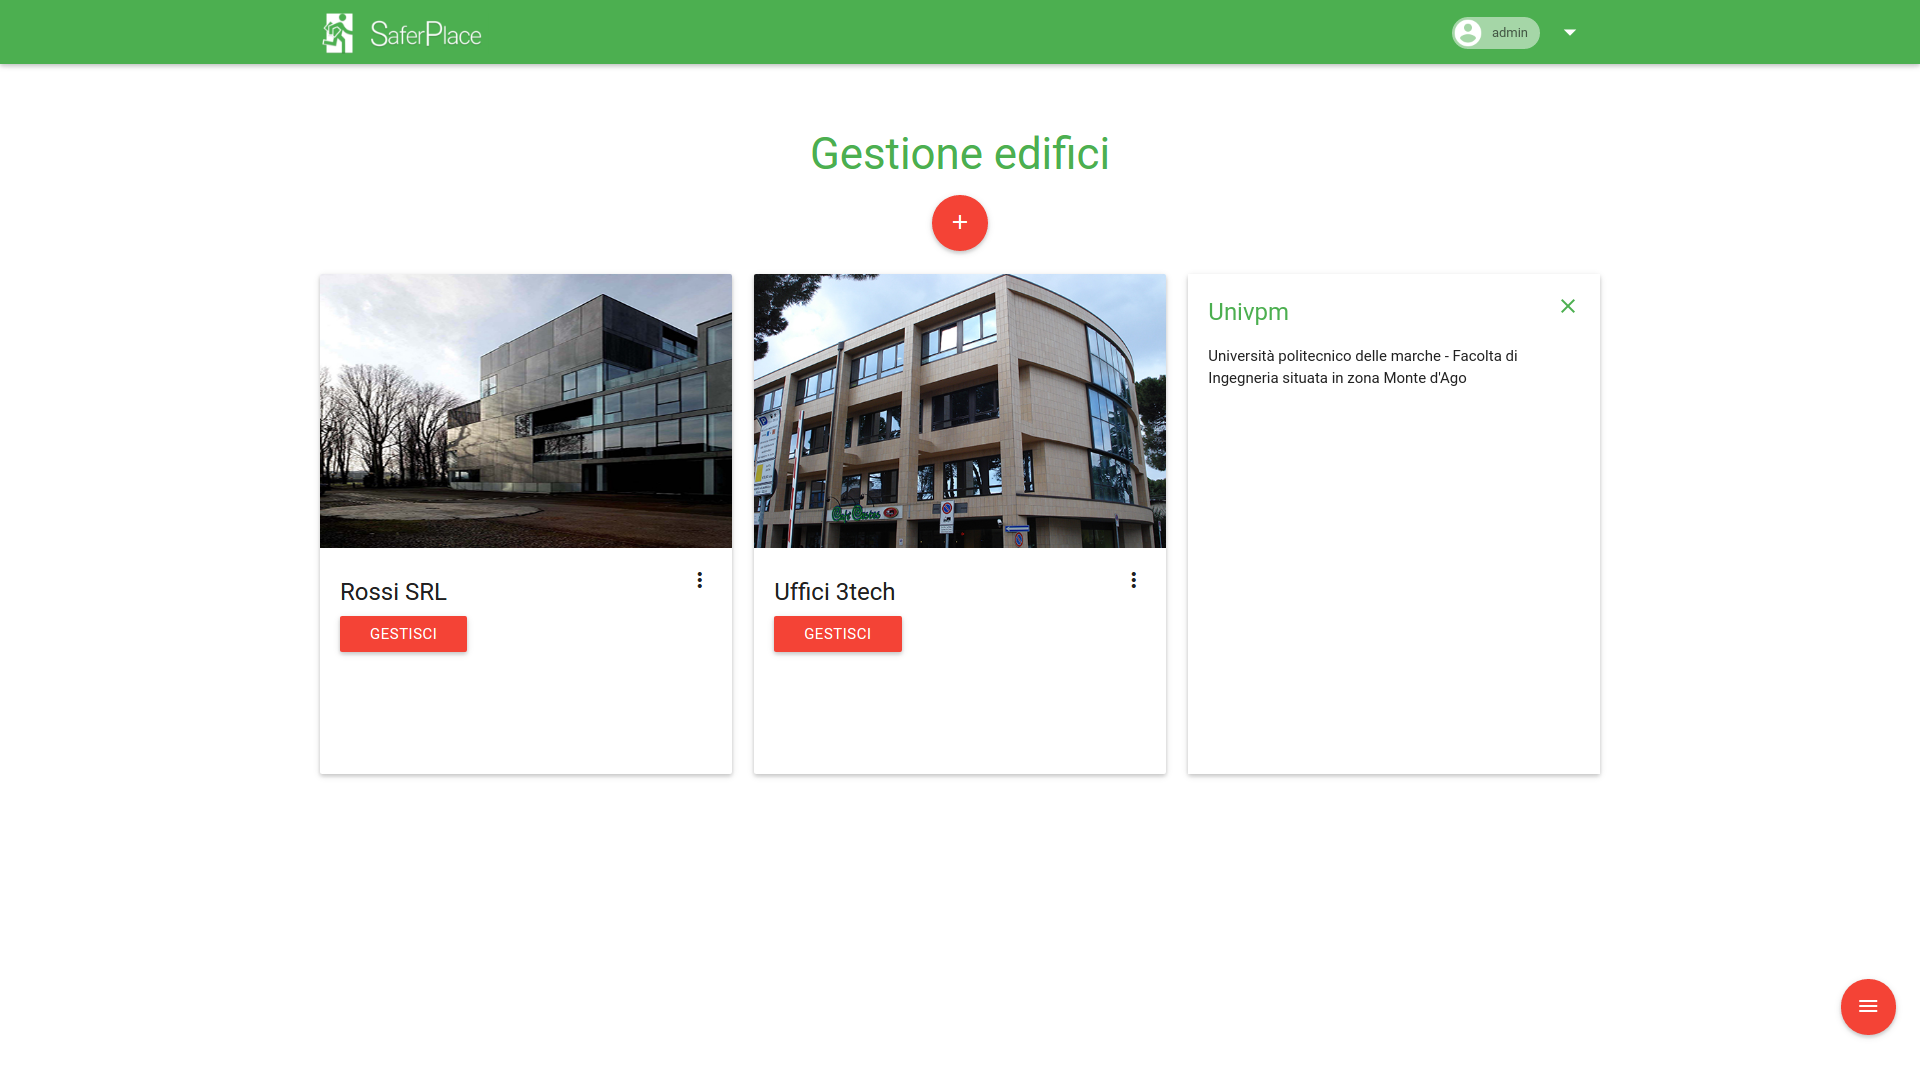 SaferPlace
admin
Gestione edifici
Univpm
Università politecnico delle marche - Facolta di
Ingegneria situata in zona Monte d'Ago
Rossi SRL
GESTISCI
Uffici 3tech
GESTISCI